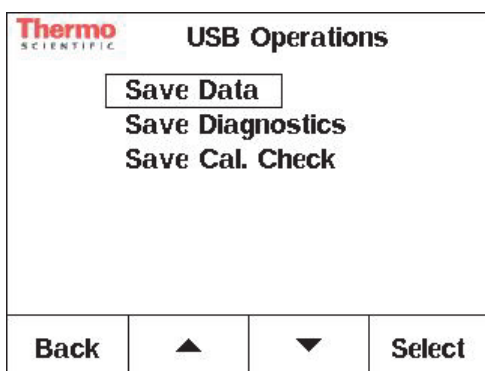 Thermo
SCIENTIFIC
USB Operations
Save Data
Save Diagnostics
Save Cal. Check
Back ▲ ▼ Select